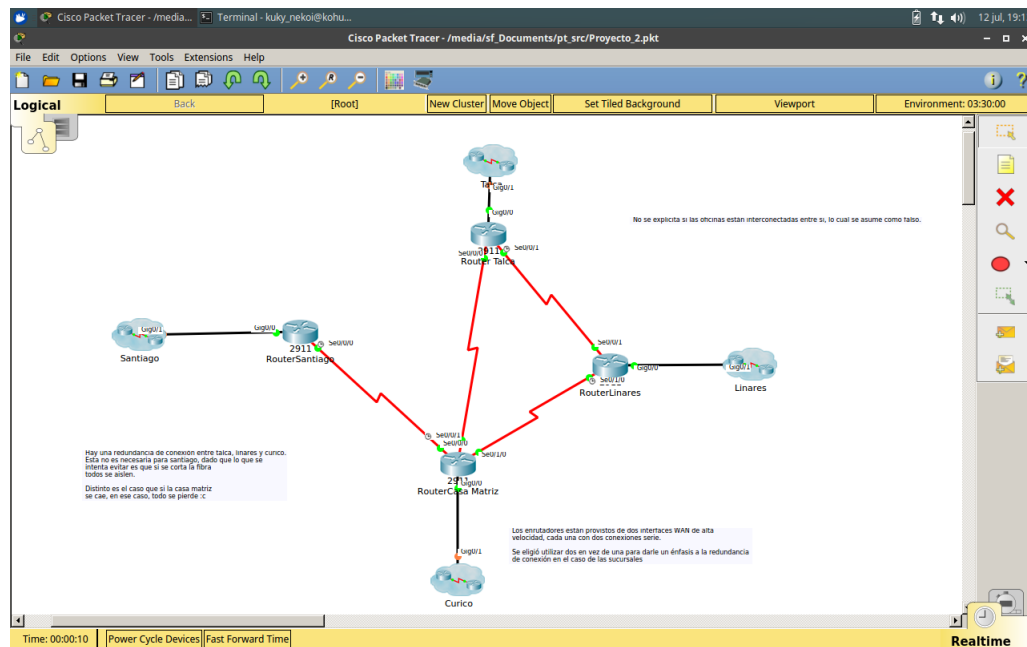 Cisco Packet Tracer - /media...
Terminal - kuky_nekoi@kohu...
12 jul, 19:1
Cisco Packet Tracer - /media/sf_Documents/pt_src/Proyecto_2.pkt
File Edit Options View Tools Extensions Help
Logical
Back
[Root]
New Cluster
Move Object
Set Tiled Background
Viewport
Environment: 03:30:00
Talca
Gig0/1
Gig0/0
No se explicita si las oficinas están interconectadas entre si, lo cual se asume como falso.
2911
Se0/0/0
Se0/0/1
Router Talca
Gig0/1
Gig0/0
Santiago
2911
Se0/0/0
RouterSantiago
Se0/0/1
Gig0/0
Gig0/1
Se0/1/0
RouterLinares
Linares
Hay una redundancia de conexión entre talca, linares y curico.
Esta no es necesaria para santiago, dado que lo que se
intenta evitar es que si se corta la fibra
todos se aislen.
Distinto es el caso que si la casa matriz
se cae, en ese caso, todo se pierde :c
Se0/0/1
Se0/0/0
Se0/1/0
2911
Gig0/0
RouterCasa Matriz
Los enrutadores están provistos de dos interfaces WAN de alta
velocidad, cada una con dos conexiones serie.
Se eligió utilizar dos en vez de una para darle un énfasis a la redundancia
de conexión en el caso de las sucursales
Gig0/1
Curico
Time: 00:00:10
Power Cycle Devices
Fast Forward Time
Realtime